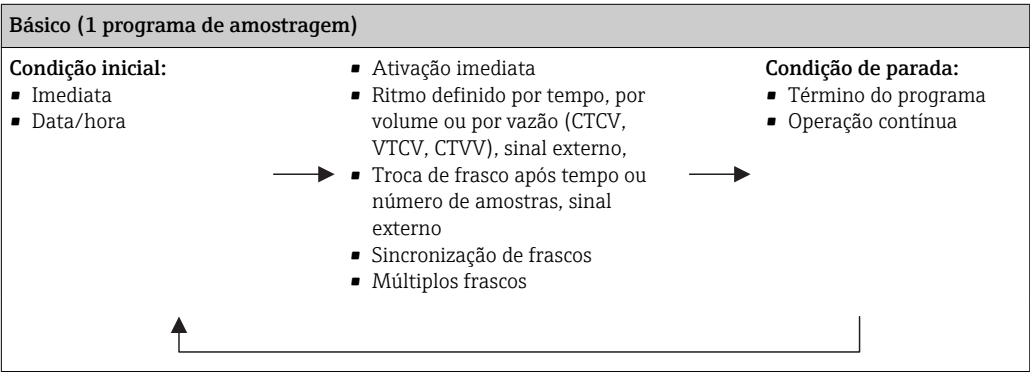 Básico (1 programa de amostragem)
Condição inicial:
▪ Imediata
▪ Data/hora
▪ Ativação imediata
▪ Ritmo definido por tempo, por
volume ou por vazão (CTCV,
VTCV, CTVV), sinal externo,
▪ Troca de frasco após tempo ou
número de amostras, sinal
externo
▪ Sincronização de frascos
▪ Múltiplos frascos
Condição de parada:
▪ Término do programa
▪ Operação contínua